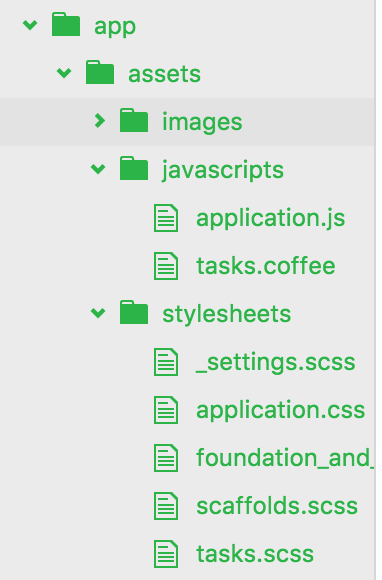 app
assets
images
javascripts
application.js
tasks.coffee
stylesheets
_settings.scss
application.css
foundation_and_
scaffolds.scss
tasks.scss